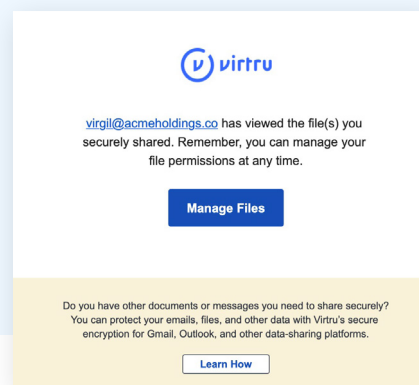 virtru
virgil@acmeholdings.co has viewed the file(s) you
securely shared. Remember, you can manage your
file permissions at any time.
Manage Files
Do you have other documents or messages you need to share securely?
You can protect your emails, files, and other data with Virtru's secure
encryption for Gmail, Outlook, and other data-sharing platforms.
Learn How